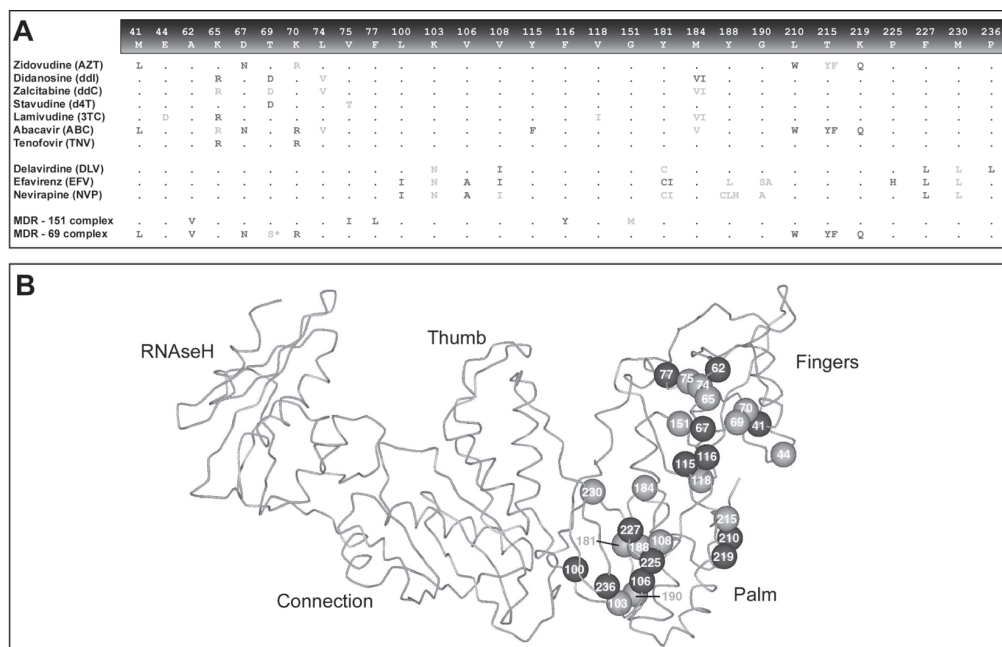 A
41 44 62 65 67 69 70 74 75 77 100 103 106 108 115 116 118 151 181 184 188 190 210 215 219 225 227 230 236
M E A K D T K L V F L K V V Y F V G Y M Y G L T K P F M P
Zidovudine (AZT) L . . . N . R . . . . . . . . . . . . . . . W YF Q . . . .
Didanosine (ddI) . . . R . D . V . . . . . . . . . . . VI . . . . . . . . .
Zalcitabine (ddC) . . . R . D . V . . . . . . . . . . . VI . . . . . . . . .
Stavudine (d4T) . . . . . D . . T . . . . . . . . . . . . . . . . . . . .
Lamivudine (3TC) . D . R . . . . . . . . . . . . I . . VI . . . . . . . . .
Abacavir (ABC) L . . R N . R V . . . . . . F . . . . V . . W YF Q . . . .
Tenofovir (TNV) . . . R . . R . . . . . . . . . . . . . . . . . . . . . .
Delavirdine (DLV) . . . . . . . . . . . N . I . . . . C . . . . . . . L L L
Efavirenz (EFV) . . . . . . . . . . I N A I . . . . CI . L SA . . . H L L .
Nevirapine (NVP) . . . . . . . . . . I N A I . . . . CI . CLH A . . . . L L .
MDR - 151 complex . . V . . . . . I L . . . . . Y . M . . . . . . . . . . .
MDR - 69 complex L . V . N S* R . . . . . . . . . . . . . . . W YF Q . . . .
B
RNAseH
Thumb
Fingers
77 75 74 62
65
70
151 67 69 41
44
115 116
118
230 184
215
227 210
181 188 108
219
225
100
236 106
103 190
Connection
Palm